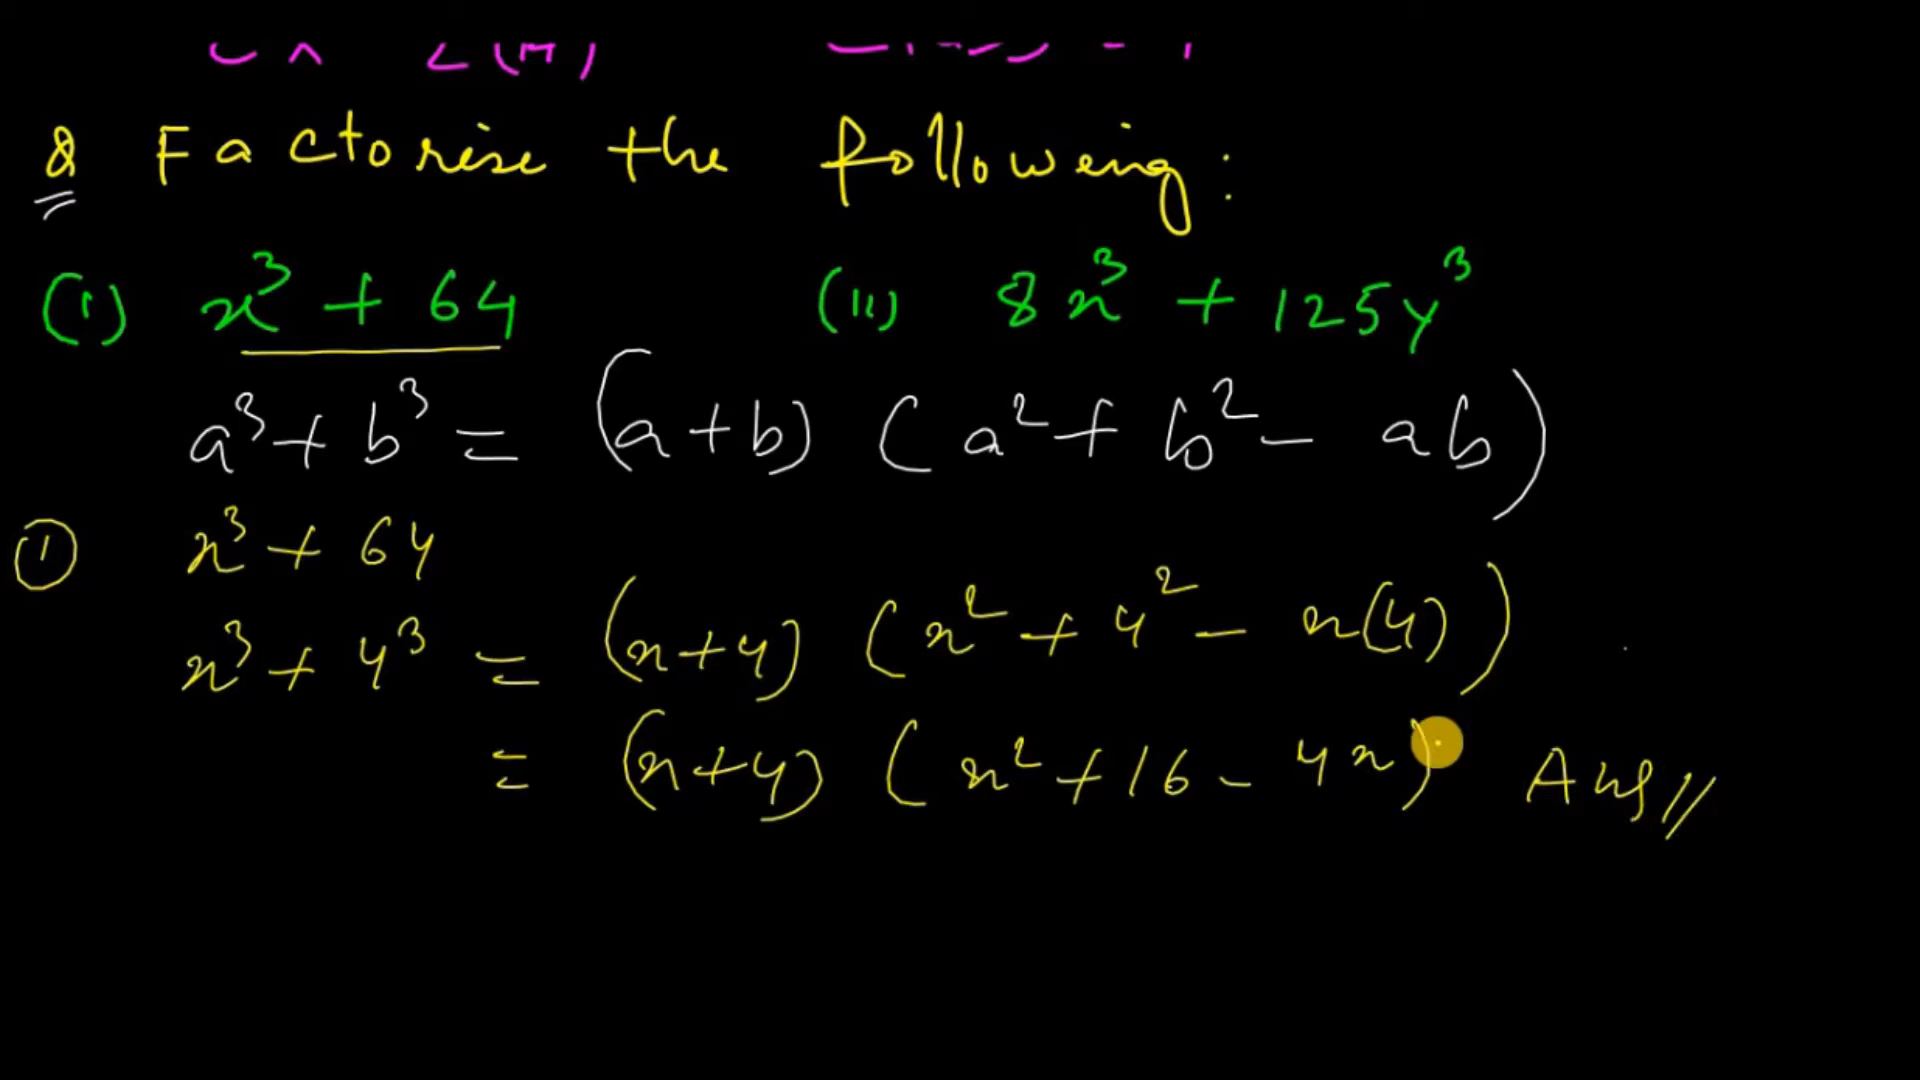 Q Factorise the following:
(i) x³ + 64 (ii) 8x³ + 125y³
a³ + b³ = (a+b) (a² + b² - ab)
① x³ + 64
x³ + 4³ = (x+4) (x² + 4² - x(4))
= (x+4) (x² + 16 - 4x) Ans//